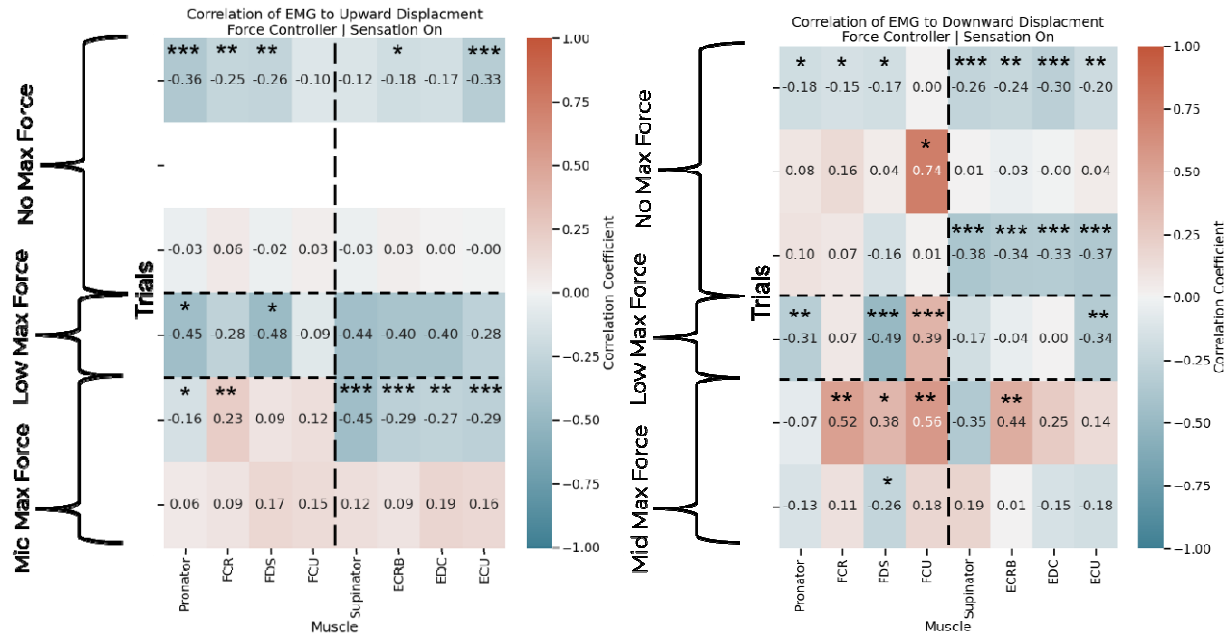 Correlation of EMG to Upward Displacment
Force Controller | Sensation On
No Max Force
Low Max Force
Mic Max Force
Trials
*** ** ** * ***
-0.36 -0.25 -0.26 -0.10 -0.12 -0.18 -0.17 -0.33
-0.03 0.06 -0.02 0.03 -0.03 0.03 0.00 -0.00
* *
0.45 0.28 0.48 -0.09 0.44 0.40 0.40 0.28
* ** *** *** ** ***
-0.16 0.23 0.09 0.12 -0.45 -0.29 -0.27 -0.29
0.06 0.09 0.17 0.15 0.12 0.09 0.19 0.16
Pronator FCR FDS FCU Supinator ECRB EDC ECU
Muscle
1.00
0.75
0.50
0.25
0.00
−0.25
−0.50
−0.75
−1.00
Correlation Coefficient
Correlation of EMG to Downward Displacment
Force Controller | Sensation On
No Max Force
Low Max Force
Mid Max Force
Trials
* * * *** ** *** **
-0.18 -0.15 -0.17 0.00 -0.26 -0.24 -0.30 -0.20
*
0.08 0.16 0.04 0.74 0.01 -0.03 -0.00 0.04
*** *** *** ***
0.10 0.07 -0.16 0.01 -0.38 -0.34 -0.33 -0.37
** *** *** **
-0.31 0.07 -0.49 0.39 -0.17 -0.04 0.00 -0.34
** * ** **
-0.07 0.52 0.38 0.56 -0.35 0.44 0.25 0.14
*
-0.13 0.11 -0.26 0.18 0.19 0.01 -0.15 -0.18
Pronator FCR FDS FCU Supinator ECRB EDC ECU
Muscle
1.00
0.75
0.50
0.25
0.00
−0.25
−0.50
−0.75
−1.00
Correlation Coefficient